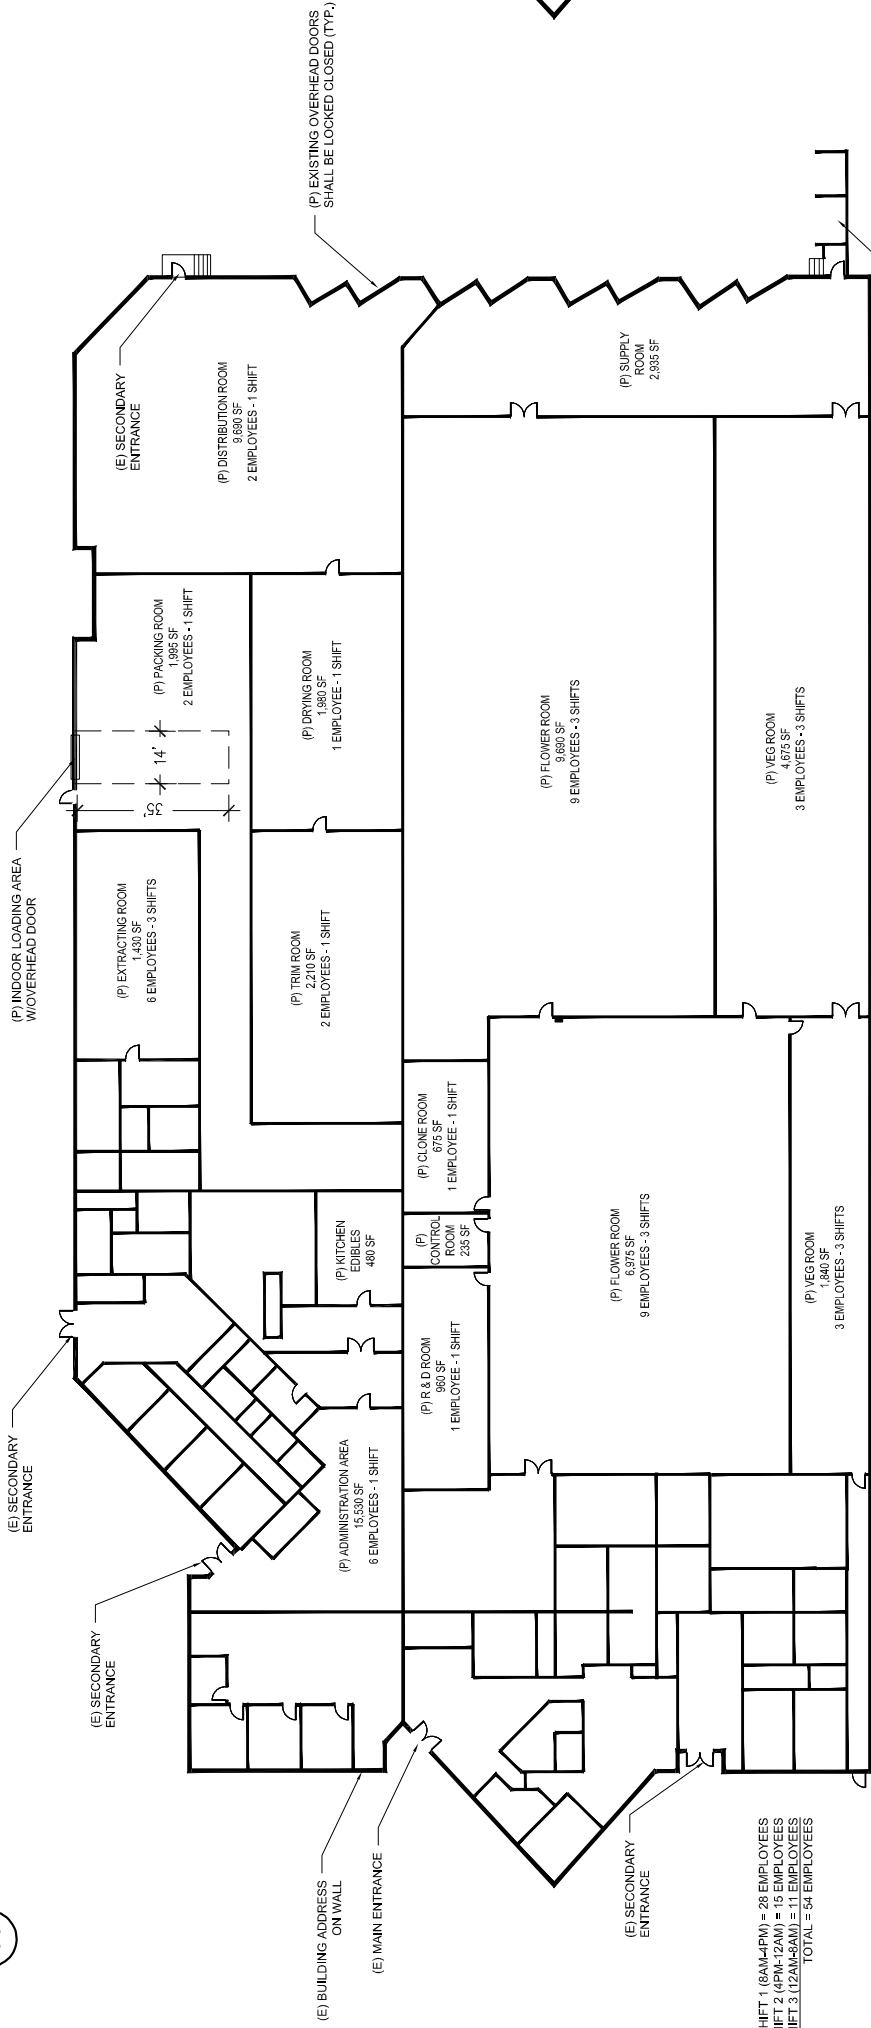 (P) EXISTING OVERHEAD DOORS
SHALL BE LOCKED CLOSED (TYP.)
(E) SECONDARY
ENTRANCE
(P) DISTRIBUTION ROOM
9,690 SF
2 EMPLOYEES - 1 SHIFT
(P) SUPPLY
ROOM
2,935 SF
(P) PACKING ROOM
1,995 SF
2 EMPLOYEES - 1 SHIFT
14'
35'
(P) DRYING ROOM
1,980 SF
1 EMPLOYEE - 1 SHIFT
(P) FLOWER ROOM
9,690 SF
9 EMPLOYEES - 3 SHIFTS
(P) VEG ROOM
4,675 SF
3 EMPLOYEES - 3 SHIFTS
(P) INDOOR LOADING AREA
W/OVERHEAD DOOR
(P) EXTRACTING ROOM
1,430 SF
6 EMPLOYEES - 3 SHIFTS
(P) TRIM ROOM
2,210 SF
2 EMPLOYEES - 1 SHIFT
(P) CLONE ROOM
675 SF
1 EMPLOYEE - 1 SHIFT
(P)
CONTROL
ROOM
235 SF
(P) KITCHEN
EDIBLES
480 SF
(P) FLOWER ROOM
6,975 SF
9 EMPLOYEES - 3 SHIFTS
(P) VEG ROOM
1,840 SF
3 EMPLOYEES - 3 SHIFTS
(P) R & D ROOM
960 SF
1 EMPLOYEE - 1 SHIFT
(E) SECONDARY
ENTRANCE
(P) ADMINISTRATION AREA
15,530 SF
6 EMPLOYEES - 1 SHIFT
(E) SECONDARY
ENTRANCE
(E) BUILDING ADDRESS
ON WALL
(E) MAIN ENTRANCE
(E) SECONDARY
ENTRANCE
HIFT 1 (8AM-4PM) = 28 EMPLOYEES
IFT 2 (4PM-12AM) = 15 EMPLOYEES
IFT 3 (12AM-8AM) = 11 EMPLOYEES
TOTAL = 54 EMPLOYEES